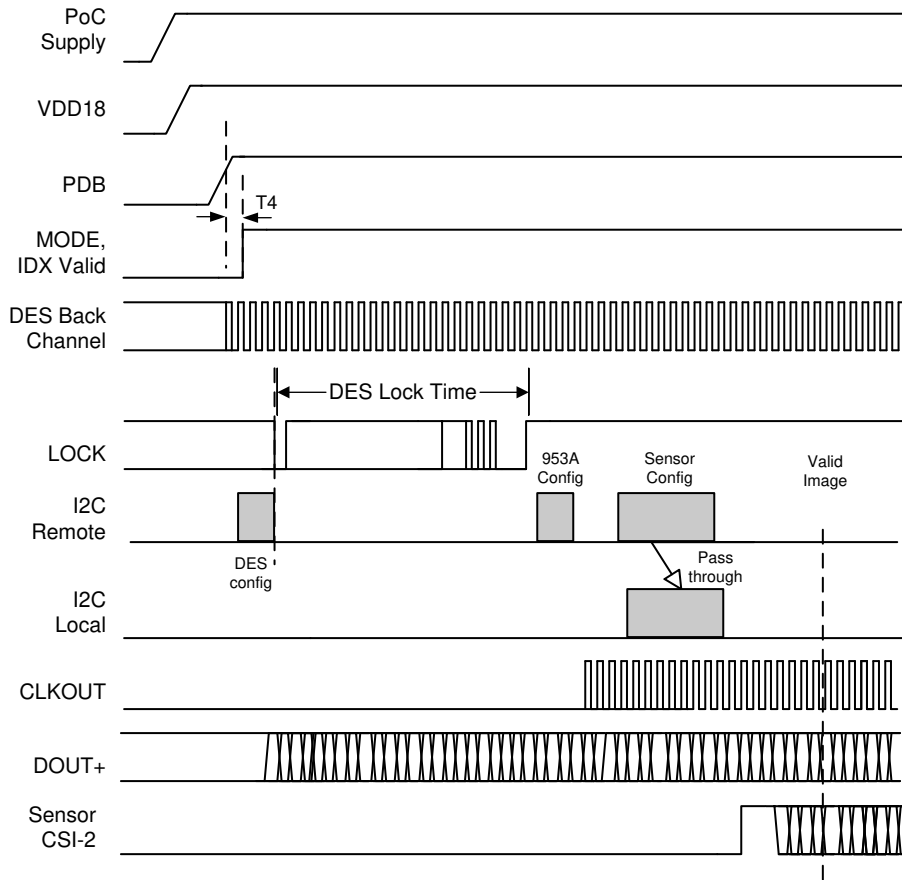 PoC
Supply
VDD18
PDB
T4
MODE,
IDX Valid
DES Back
Channel
DES Lock Time
LOCK
953A
Config
Sensor
Config
Valid
Image
I2C
Remote
DES
config
Pass
through
I2C
Local
CLKOUT
DOUT+
Sensor
CSI-2